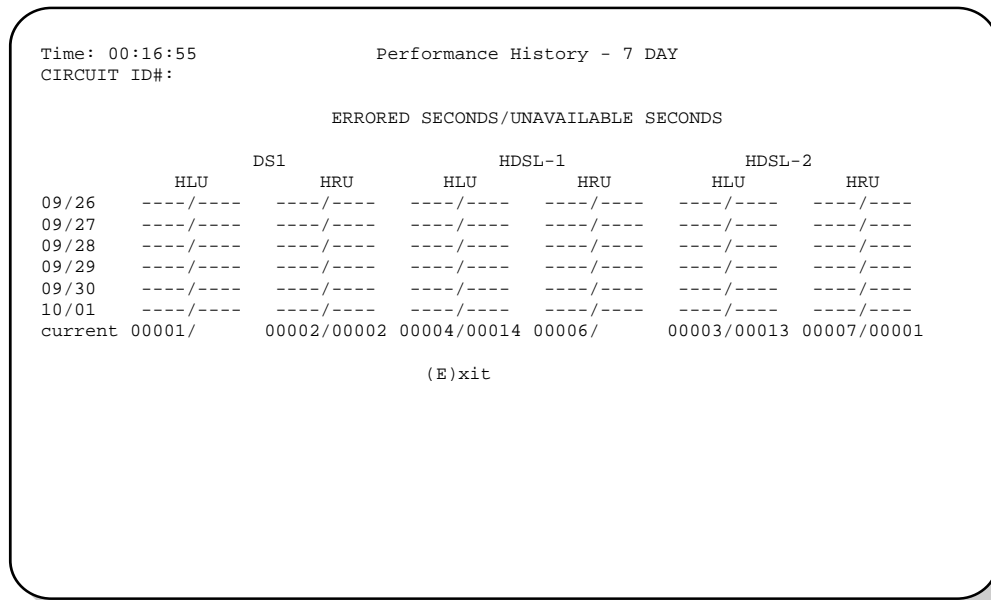 Time: 00:16:55 Performance History - 7 DAY
CIRCUIT ID#:
ERRORED SECONDS/UNAVAILABLE SECONDS
DS1 HDSL-1 HDSL-2
HLU HRU HLU HRU HLU HRU
09/26 ----/---- ----/---- ----/---- ----/---- ----/---- ----/----
09/27 ----/---- ----/---- ----/---- ----/---- ----/---- ----/----
09/28 ----/---- ----/---- ----/---- ----/---- ----/---- ----/----
09/29 ----/---- ----/---- ----/---- ----/---- ----/---- ----/----
09/30 ----/---- ----/---- ----/---- ----/---- ----/---- ----/----
10/01 ----/---- ----/---- ----/---- ----/---- ----/---- ----/----
current 00001/ 00002/00002 00004/00014 00006/ 00003/00013 00007/00001
(E)xit